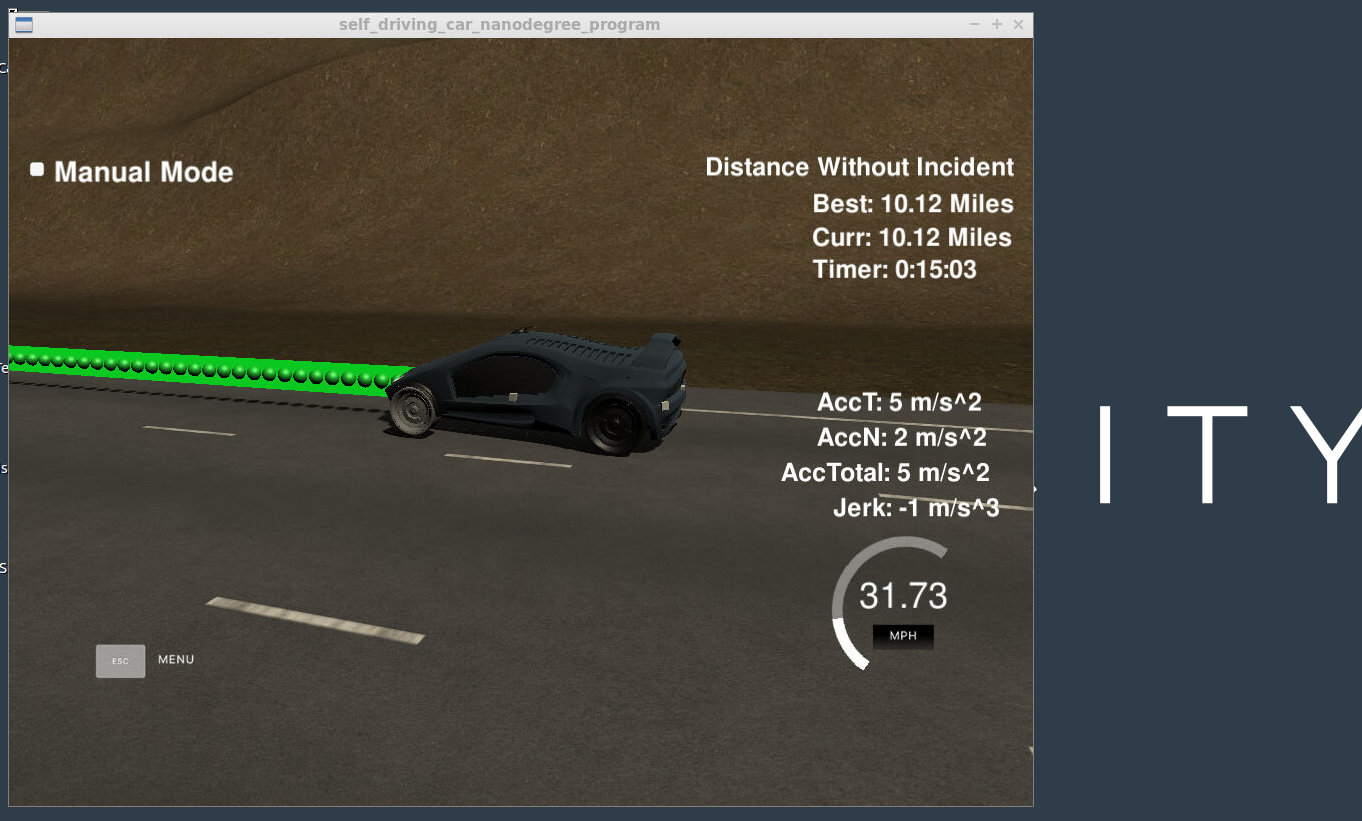 self_driving_car_nanodegree_program
Manual Mode
Distance Without Incident
Best: 10.12 Miles
Curr: 10.12 Miles
Timer: 0:15:03
AccT: 5 m/s^2
AccN: 2 m/s^2
AccTotal: 5 m/s^2
Jerk: -1 m/s^3
31.73
MPH
ESC MENU
ITY